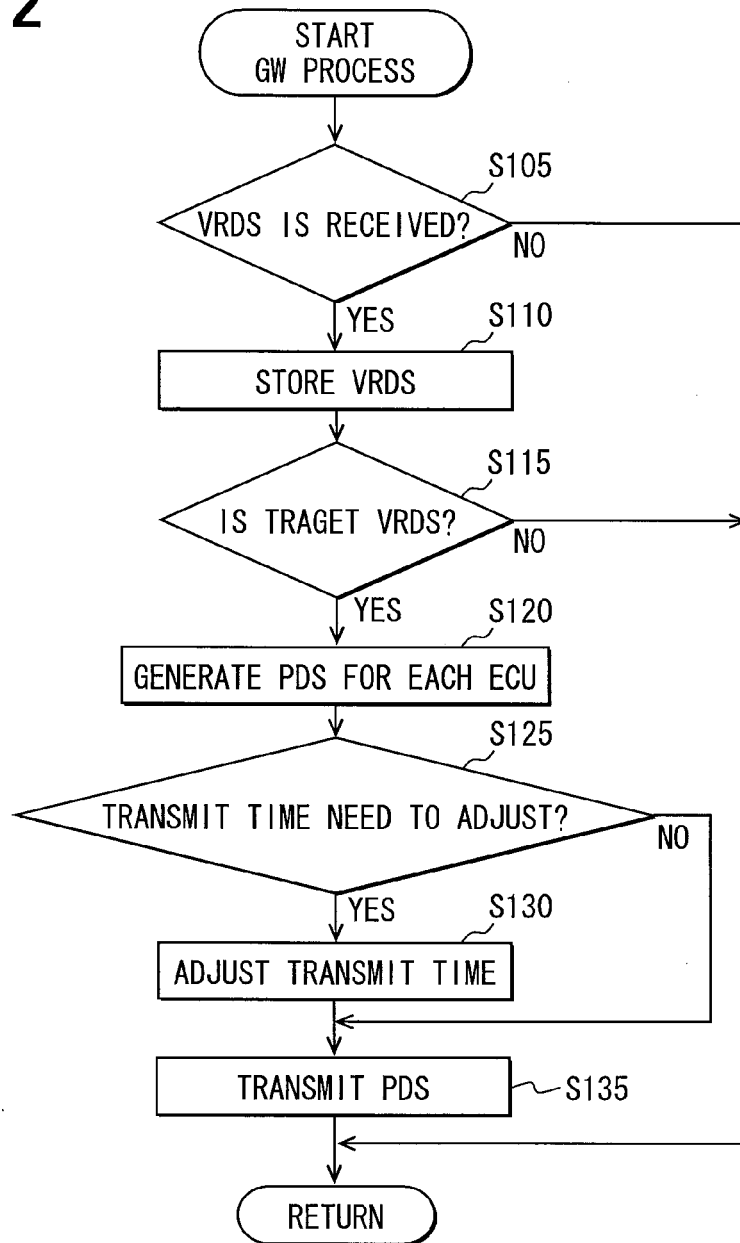 2
START
GW PROCESS
S105
VRDS IS RECEIVED?
NO
YES
S110
STORE VRDS
S115
IS TRAGET VRDS?
NO
YES
S120
GENERATE PDS FOR EACH ECU
S125
TRANSMIT TIME NEED TO ADJUST?
NO
YES
S130
ADJUST TRANSMIT TIME
TRANSMIT PDS
S135
RETURN